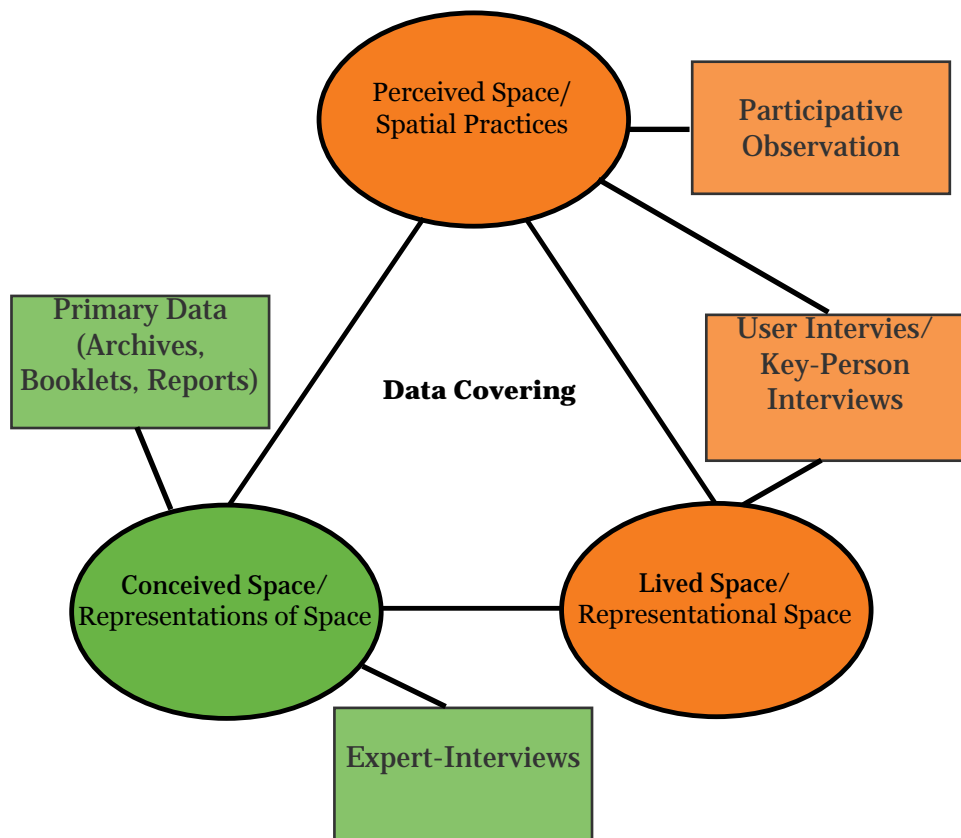 Perceived Space/
Spatial Practices
Participative
Observation
Primary Data
(Archives,
Booklets, Reports)
User Intervies/
Key-Person
Interviews
Data Covering
Conceived Space/
Representations of Space
Lived Space/
Representational Space
Expert-Interviews